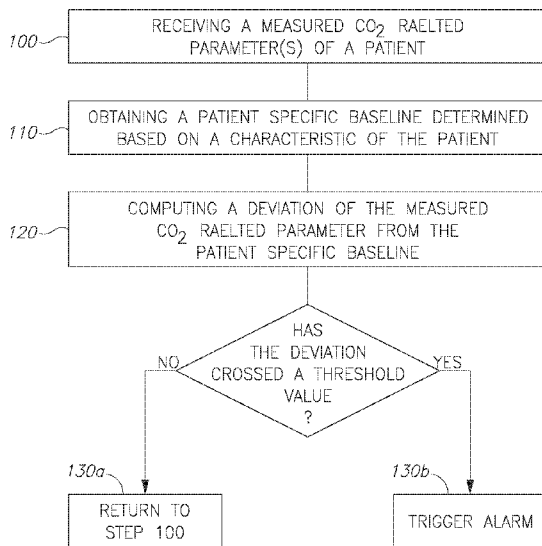 100
RECEIVING A MEASURED CO2 RAELTED
PARAMETER(S) OF A PATIENT
110
OBTAINING A PATIENT SPECIFIC BASELINE DETERMINED
BASED ON A CHARACTERISTIC OF THE PATIENT
120
COMPUTING A DEVIATION OF THE MEASURED
CO2 RAELTED PARAMETER FROM THE
PATIENT SPECIFIC BASELINE
HAS
THE DEVIATION
CROSSED A THRESHOLD
VALUE
?
NO
YES
130a
RETURN TO
STEP 100
130b
TRIGGER ALARM